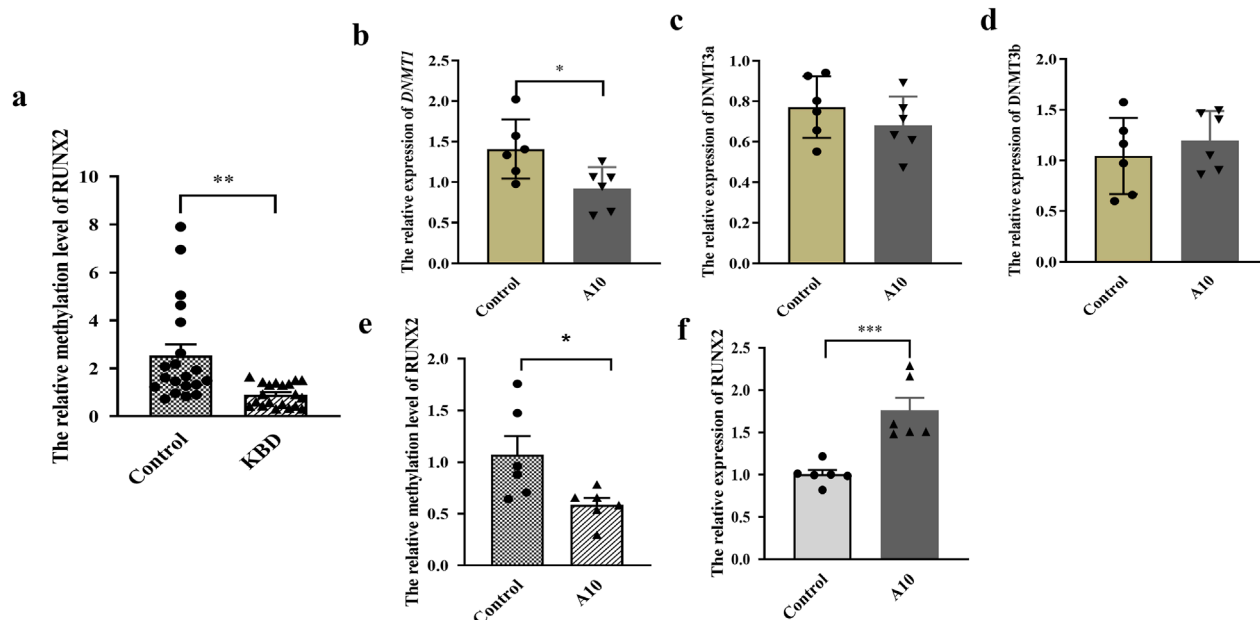 a
The relative methylation level of RUNX2
10
8
6
4
2
0
**
Control
KBD
b
The relative expression of DNMT1
2.5
2.0
1.5
1.0
0.5
0.0
*
Control
A10
c
The relative expression of DNMT3a
1.0
0.8
0.6
0.4
0.2
0.0
Control
A10
d
The relative expression of DNMT3b
2.0
1.5
1.0
0.5
0.0
Control
A10
e
The relative methylation level of RUNX2
2.0
1.5
1.0
0.5
0.0
*
Control
A10
f
The relative expression of RUNX2
2.5
2.0
1.5
1.0
0.5
0.0
***
Control
A10